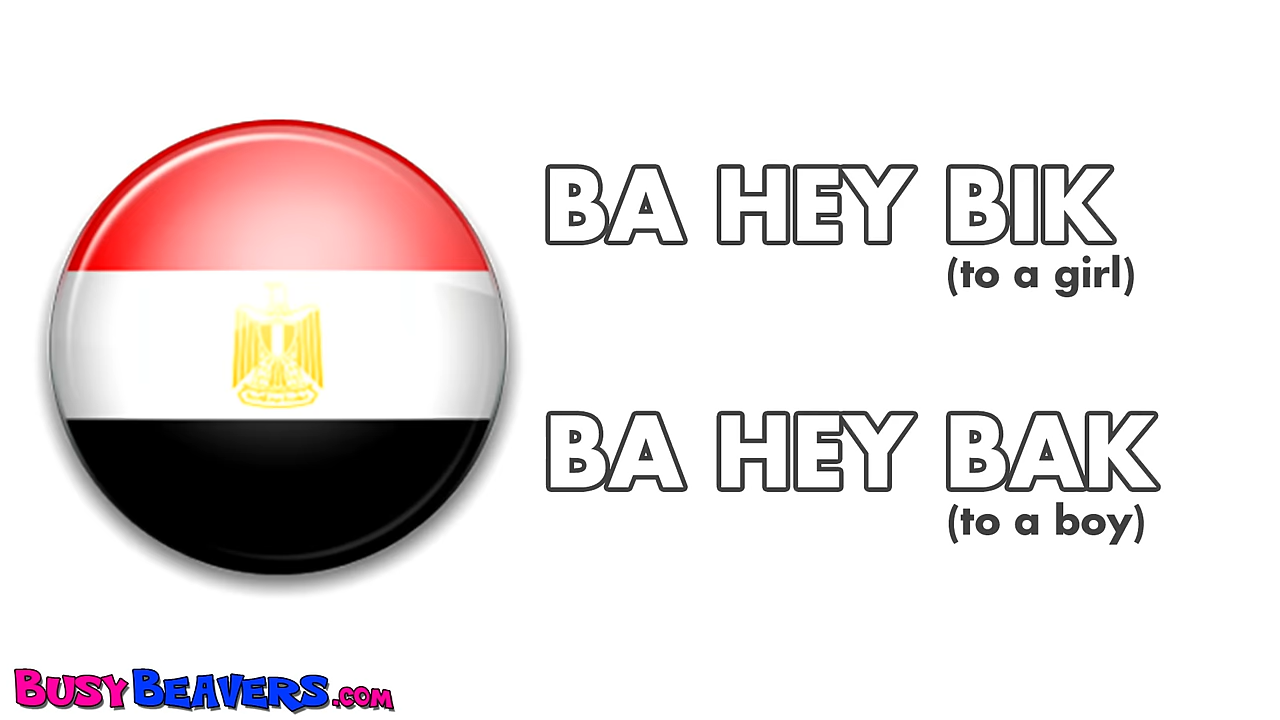 BA HEY BIK
(to a girl)
BA HEY BAK
(to a boy)
BUSYBEAVERS.COM